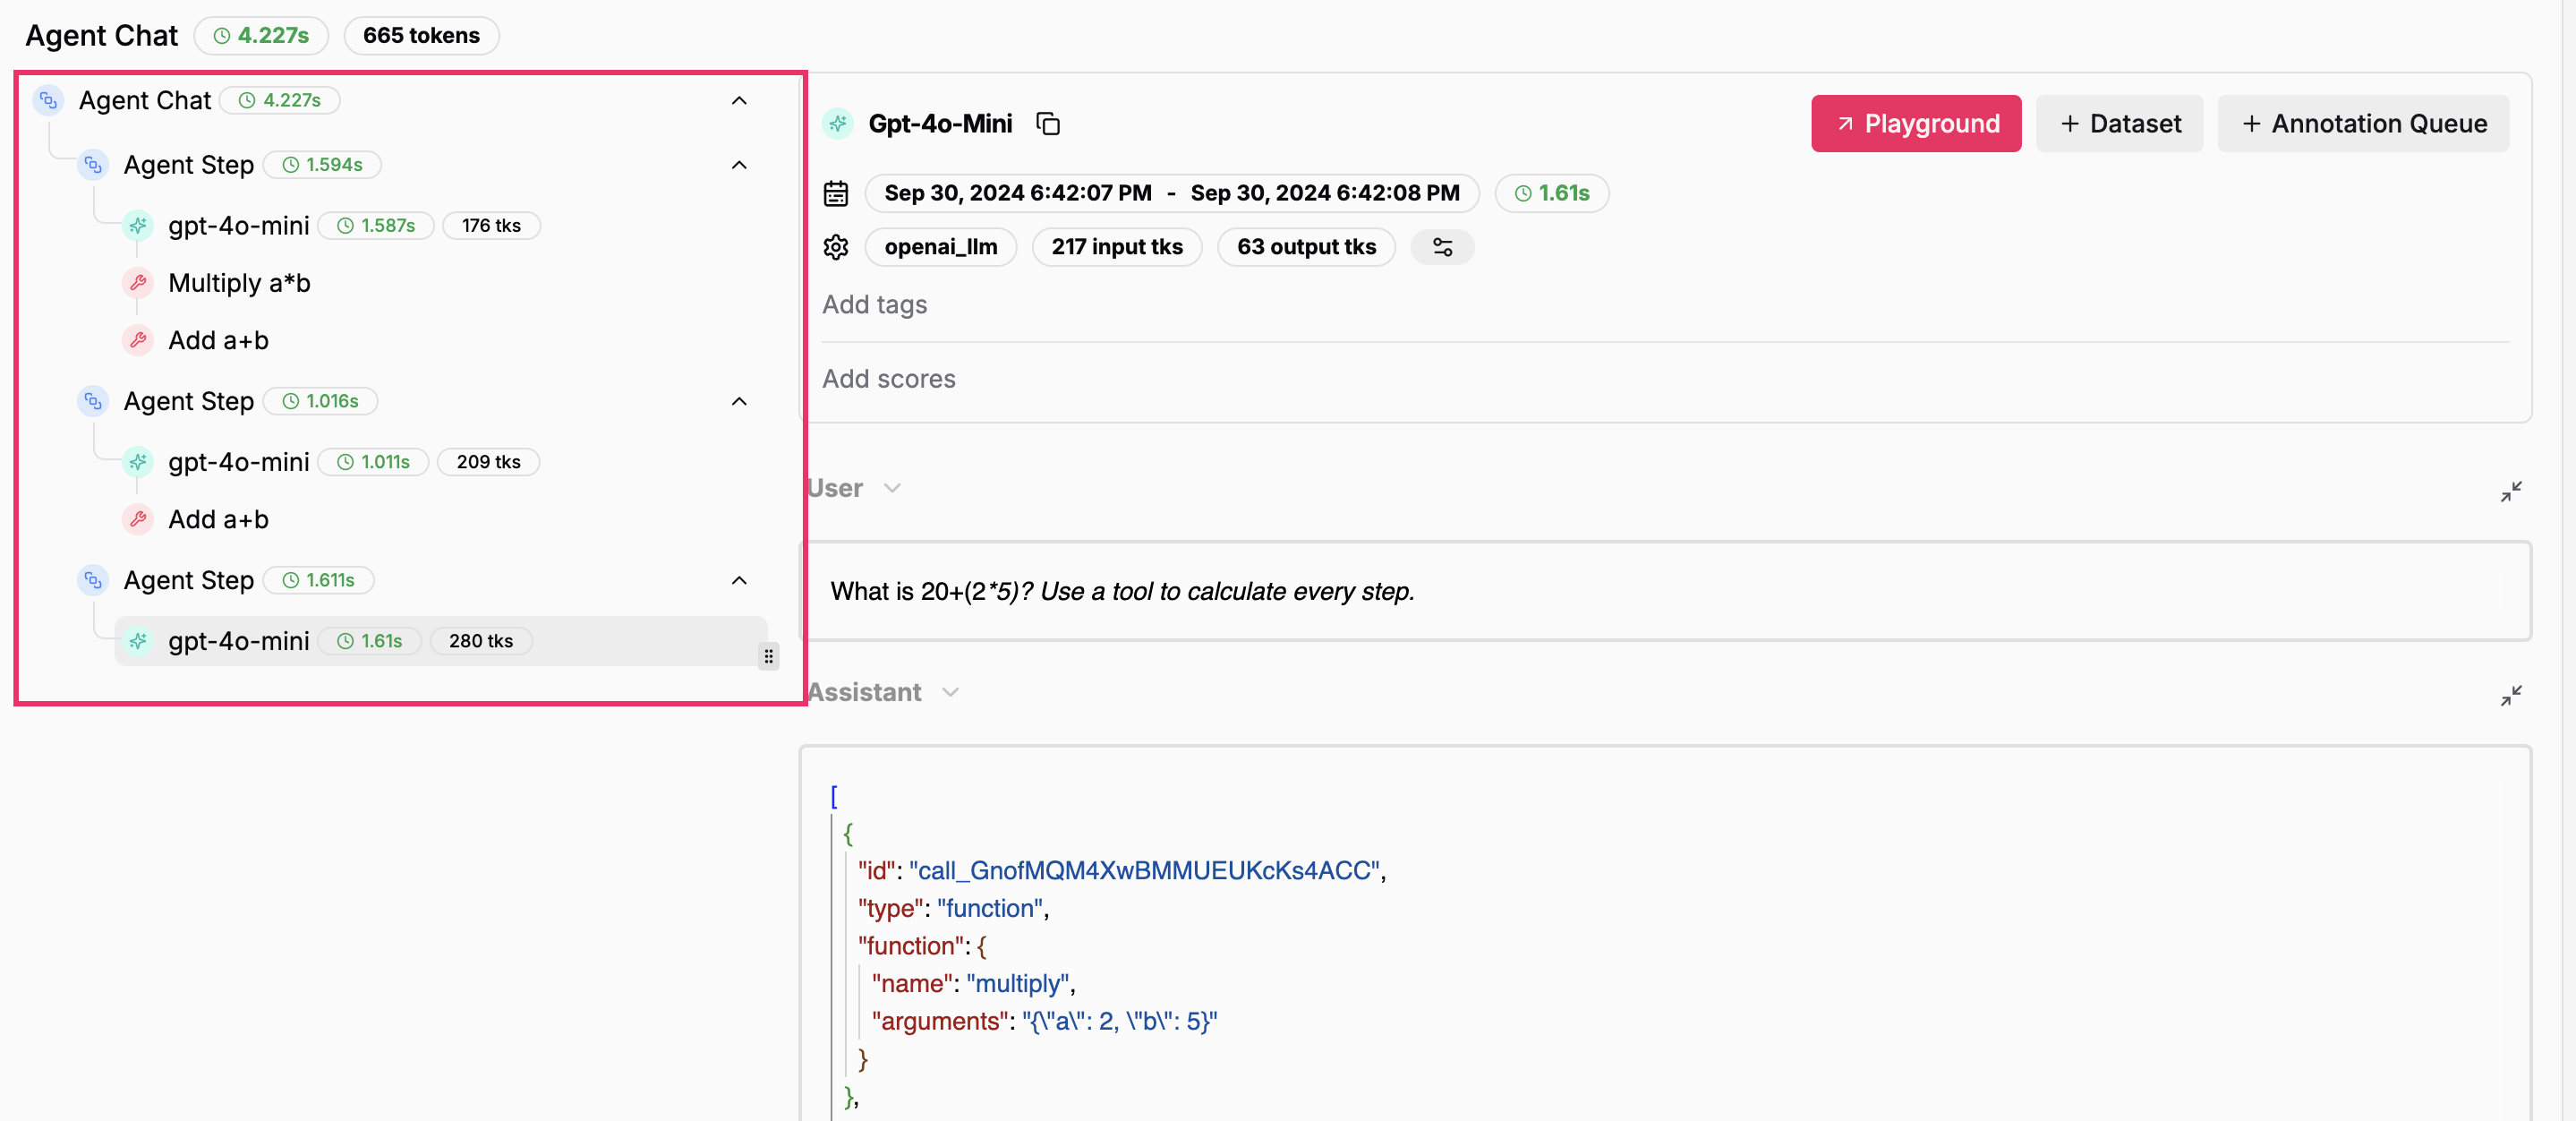 Agent Chat 4.227s 665 tokens
Agent Chat 4.227s
Agent Step 1.594s
gpt-4o-mini 1.587s 176 tks
Multiply a*b
Add a+b
Agent Step 1.016s
gpt-4o-mini 1.011s 209 tks
Add a+b
Agent Step 1.611s
gpt-4o-mini 1.61s 280 tks
Gpt-4o-Mini Playground + Dataset + Annotation Queue
Sep 30, 2024 6:42:07 PM - Sep 30, 2024 6:42:08 PM 1.61s
openai_llm 217 input tks 63 output tks
Add tags
Add scores
User
What is 20+(2*5)? Use a tool to calculate every step.
Assistant
[
{
"id": "call_GnofMQM4XwBMMUEUKcKs4ACC",
"type": "function",
"function": {
"name": "multiply",
"arguments": "{\"a\": 2, \"b\": 5}"
}
},